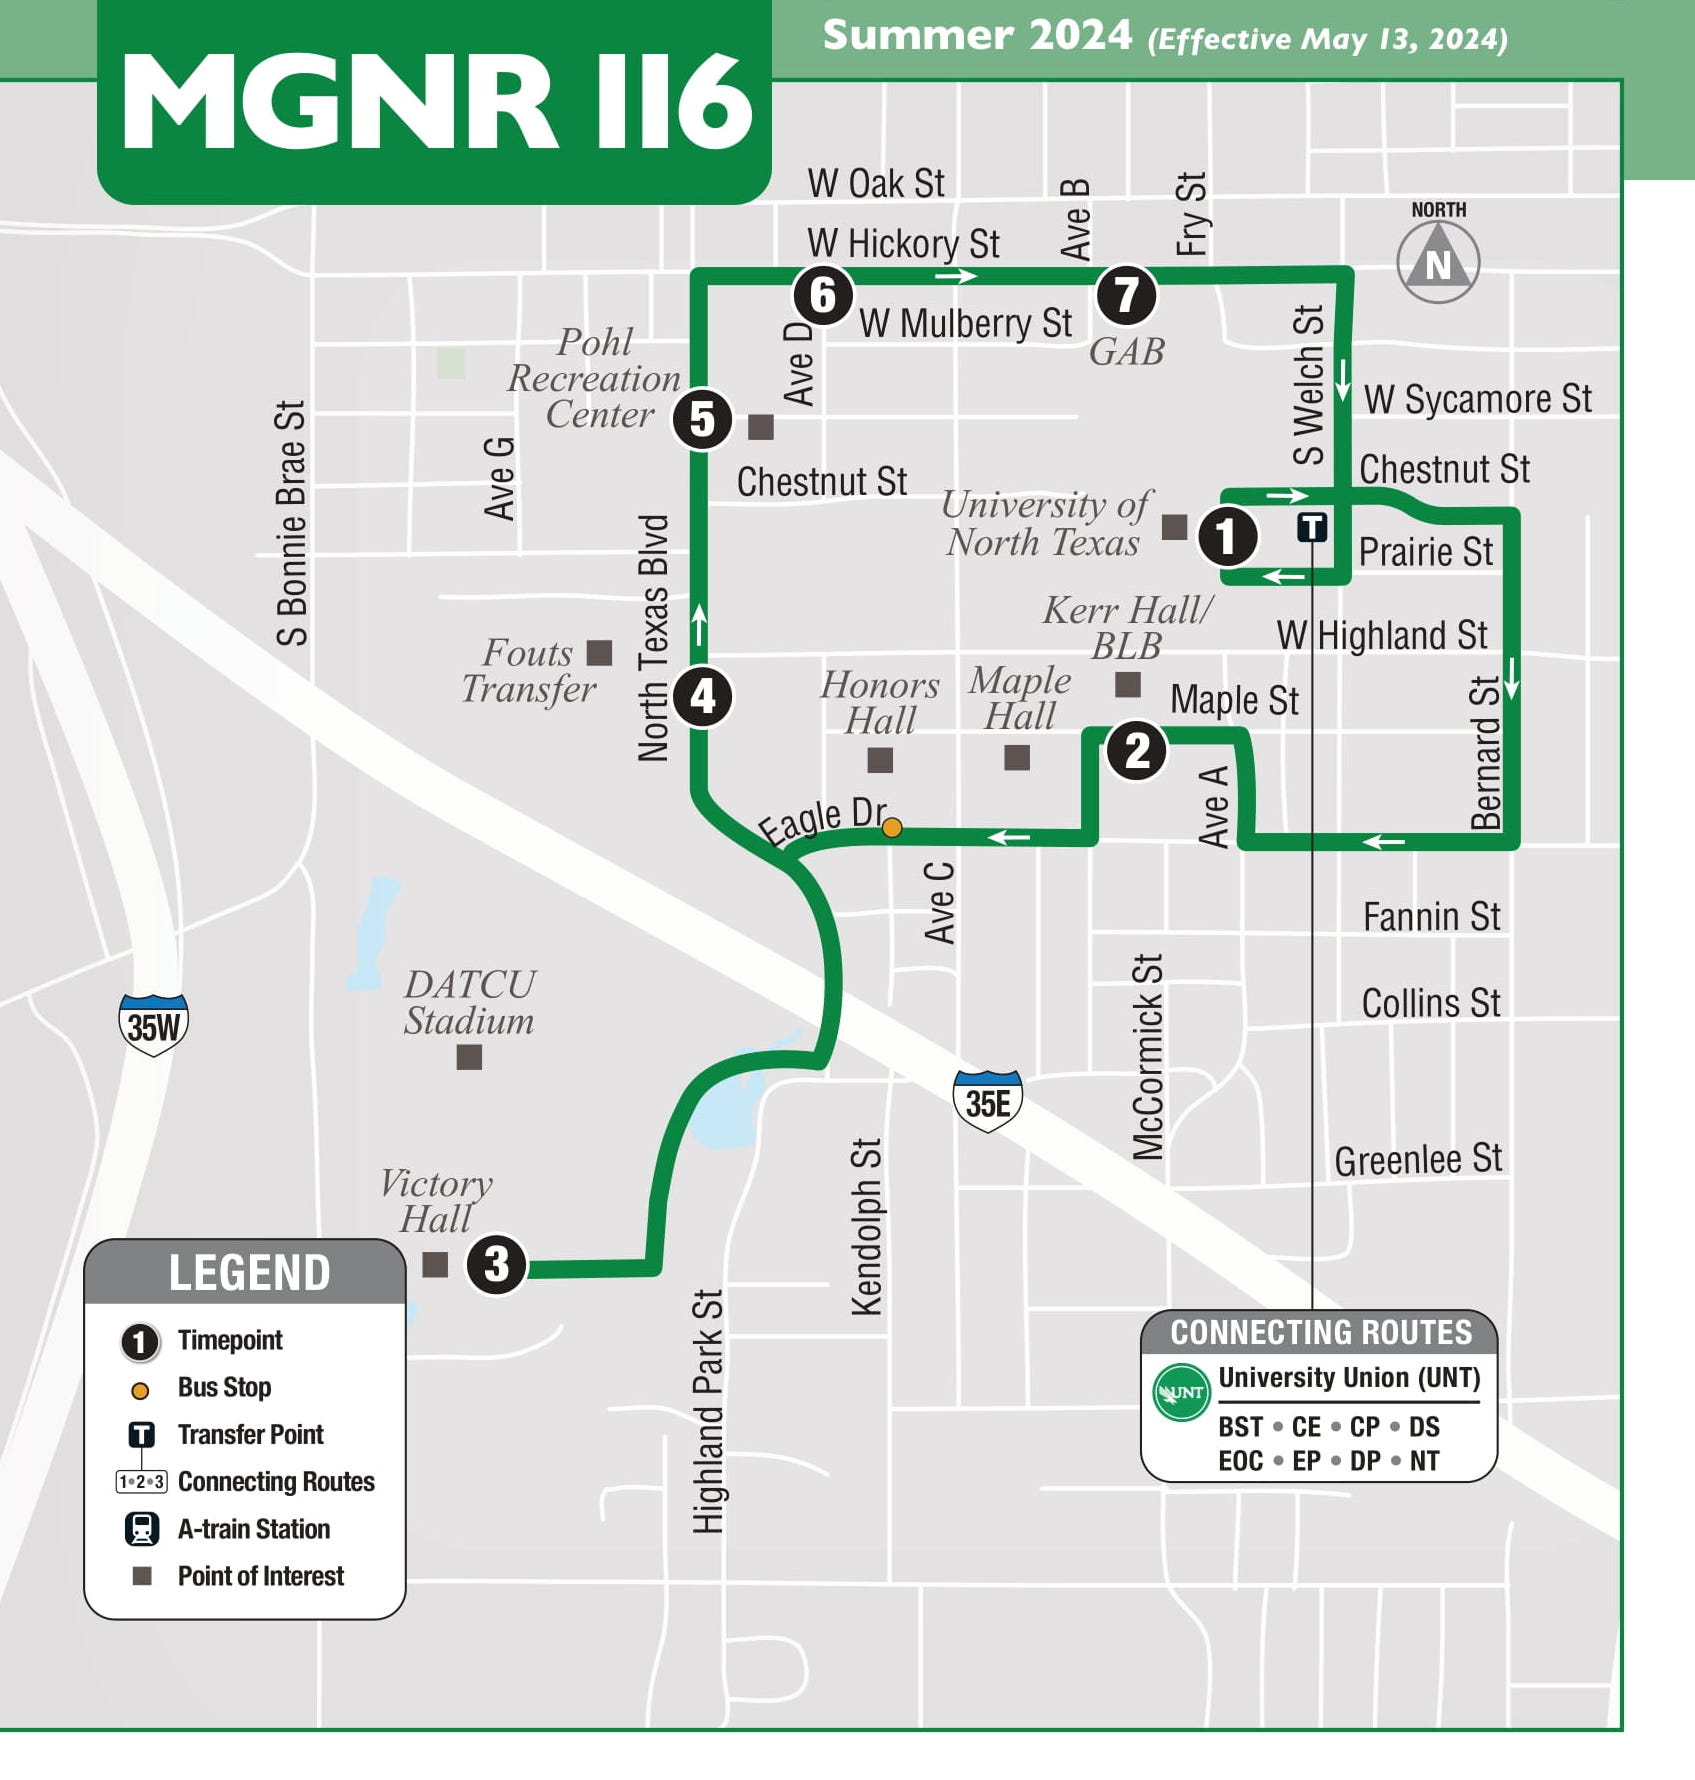 MGNR 116
Summer 2024 (Effective May 13, 2024)
W Oak St
W Hickory St
Ave B
Fry St
NORTH
N
6
7
W Mulberry St
GAB
Ave D
Pohl
Recreation
Center
5
S Welch St
W Sycamore St
Chestnut St
Chestnut St
S Bonnie Brae St
Ave G
North Texas Blvd
University of
North Texas
1
T
Prairie St
Kerr Hall/
BLB
W Highland St
Fouts
Transfer
4
Honors
Hall
Maple
Hall
Maple St
2
Bernard St
Ave A
Eagle Dr
Ave C
Fannin St
DATCU
Stadium
35W
Collins St
McCormick St
35E
Greenlee St
Kendolph St
Victory
Hall
3
Highland Park St
LEGEND
1 Timepoint
Bus Stop
T Transfer Point
1•2•3 Connecting Routes
A-train Station
Point of Interest
CONNECTING ROUTES
UNT University Union (UNT)
BST • CE • CP • DS
EOC • EP • DP • NT